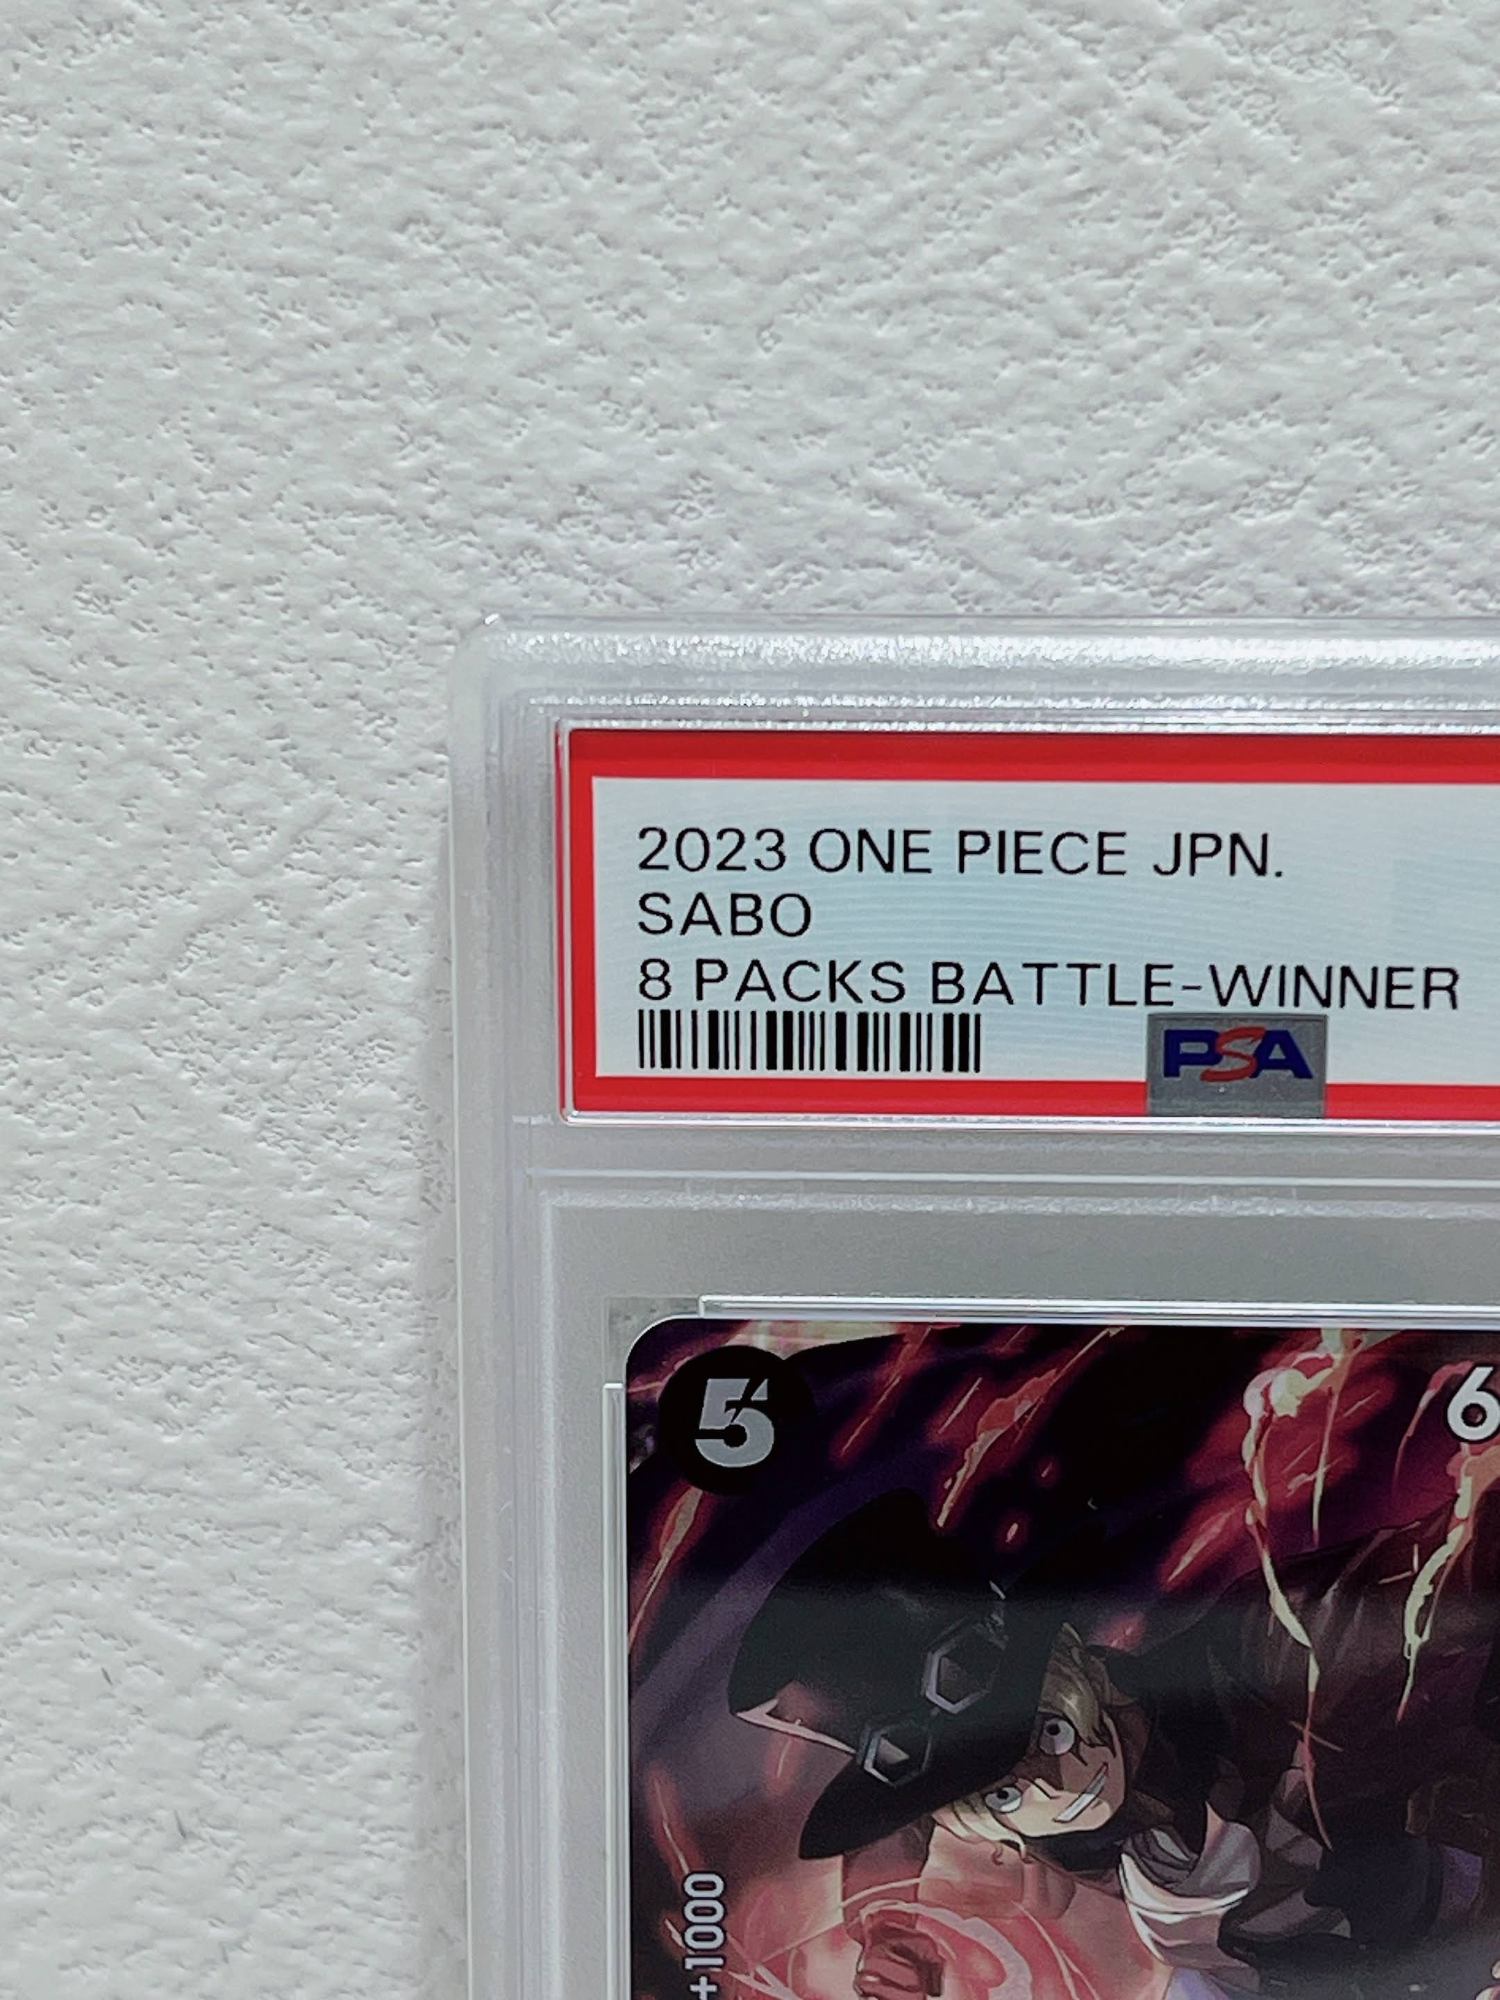 2023 ONE PIECE JPN.
SABO
8 PACKS BATTLE-WINNER
PSA
5
6
+1000